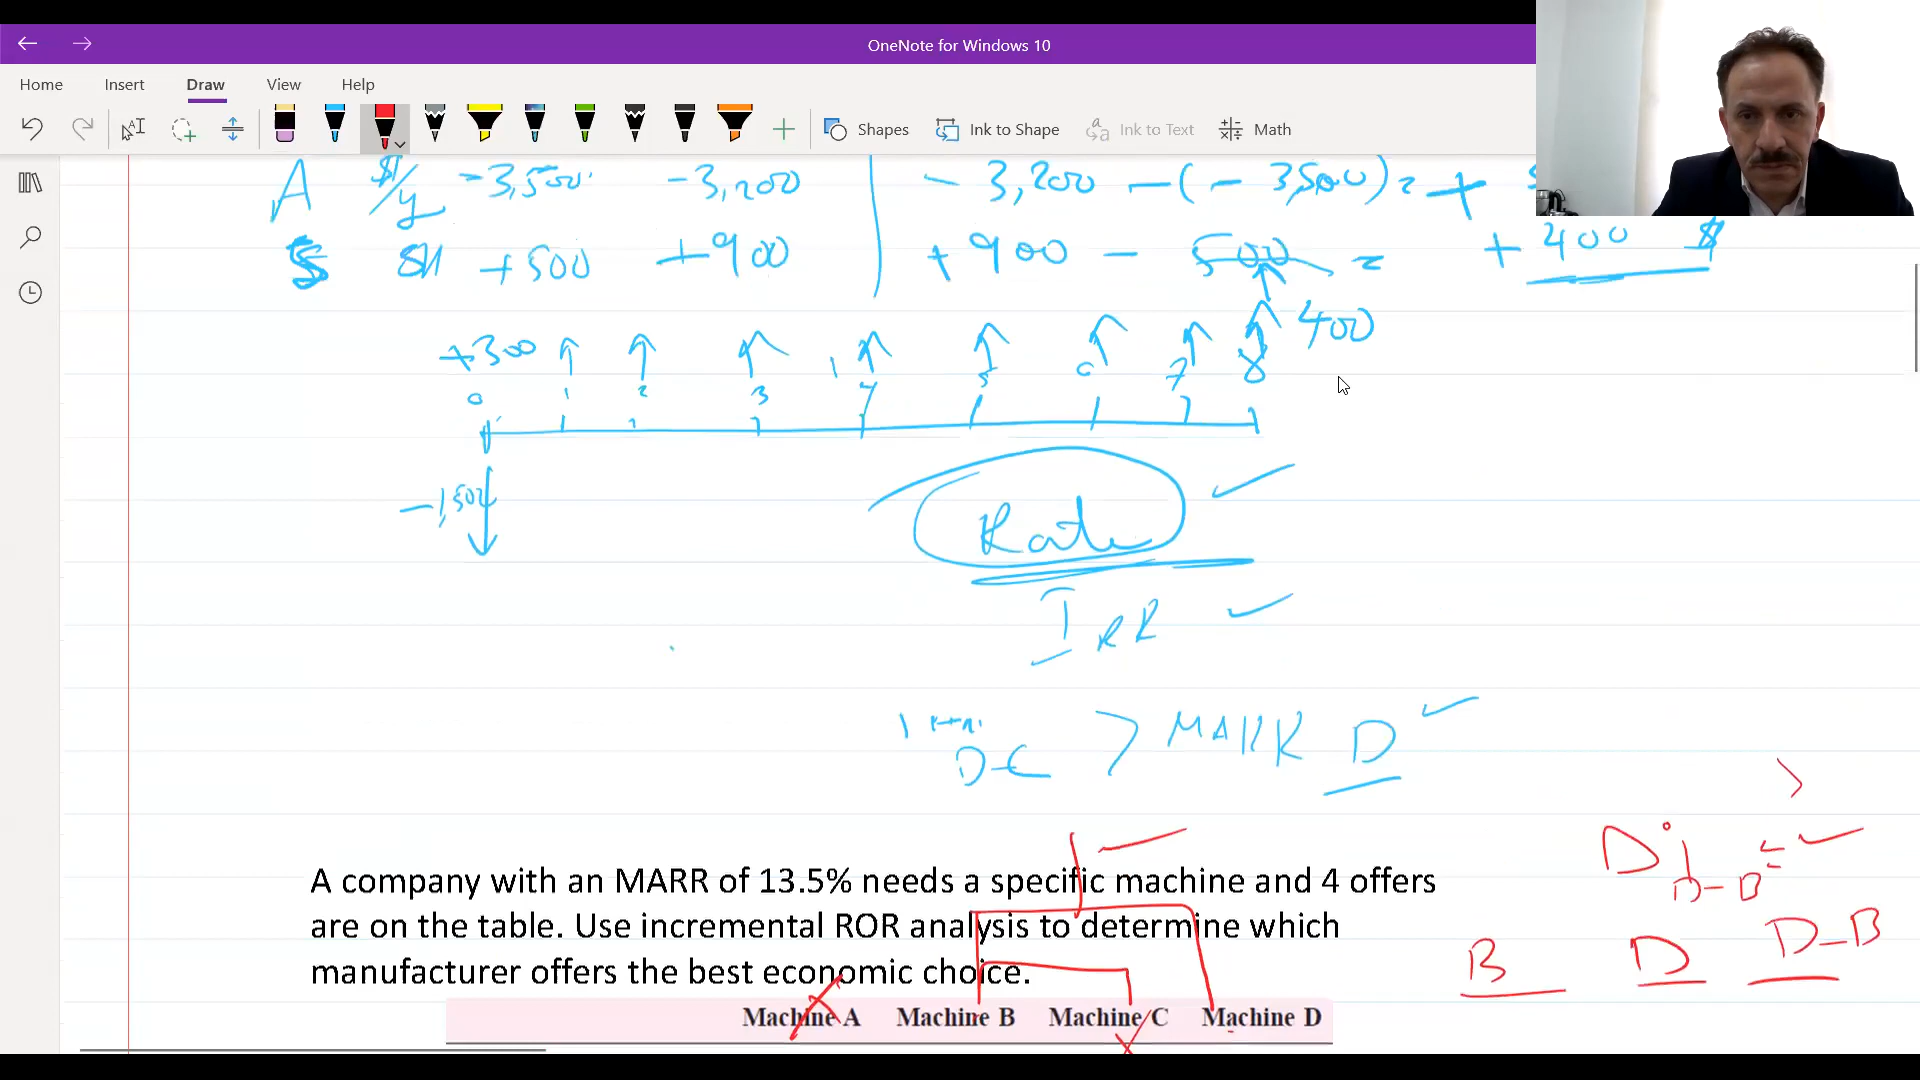 OneNote for Windows 10
Home Insert Draw View Help
Shapes Ink to Shape Ink to Text Math
A $/y -3,500 -3,200 - 3,200 -(- 3,500) = +
+500 +900 +900 - 500 = + 400 $
+300 400
0 1 2 3 4 5 6 7 8
-1,500
Rate
IRR
D-C > MARR D
>
D-B
B D D-B
A company with an MARR of 13.5% needs a specific machine and 4 offers
are on the table. Use incremental ROR analysis to determine which
manufacturer offers the best economic choice.
Machine A Machine B Machine C Machine D